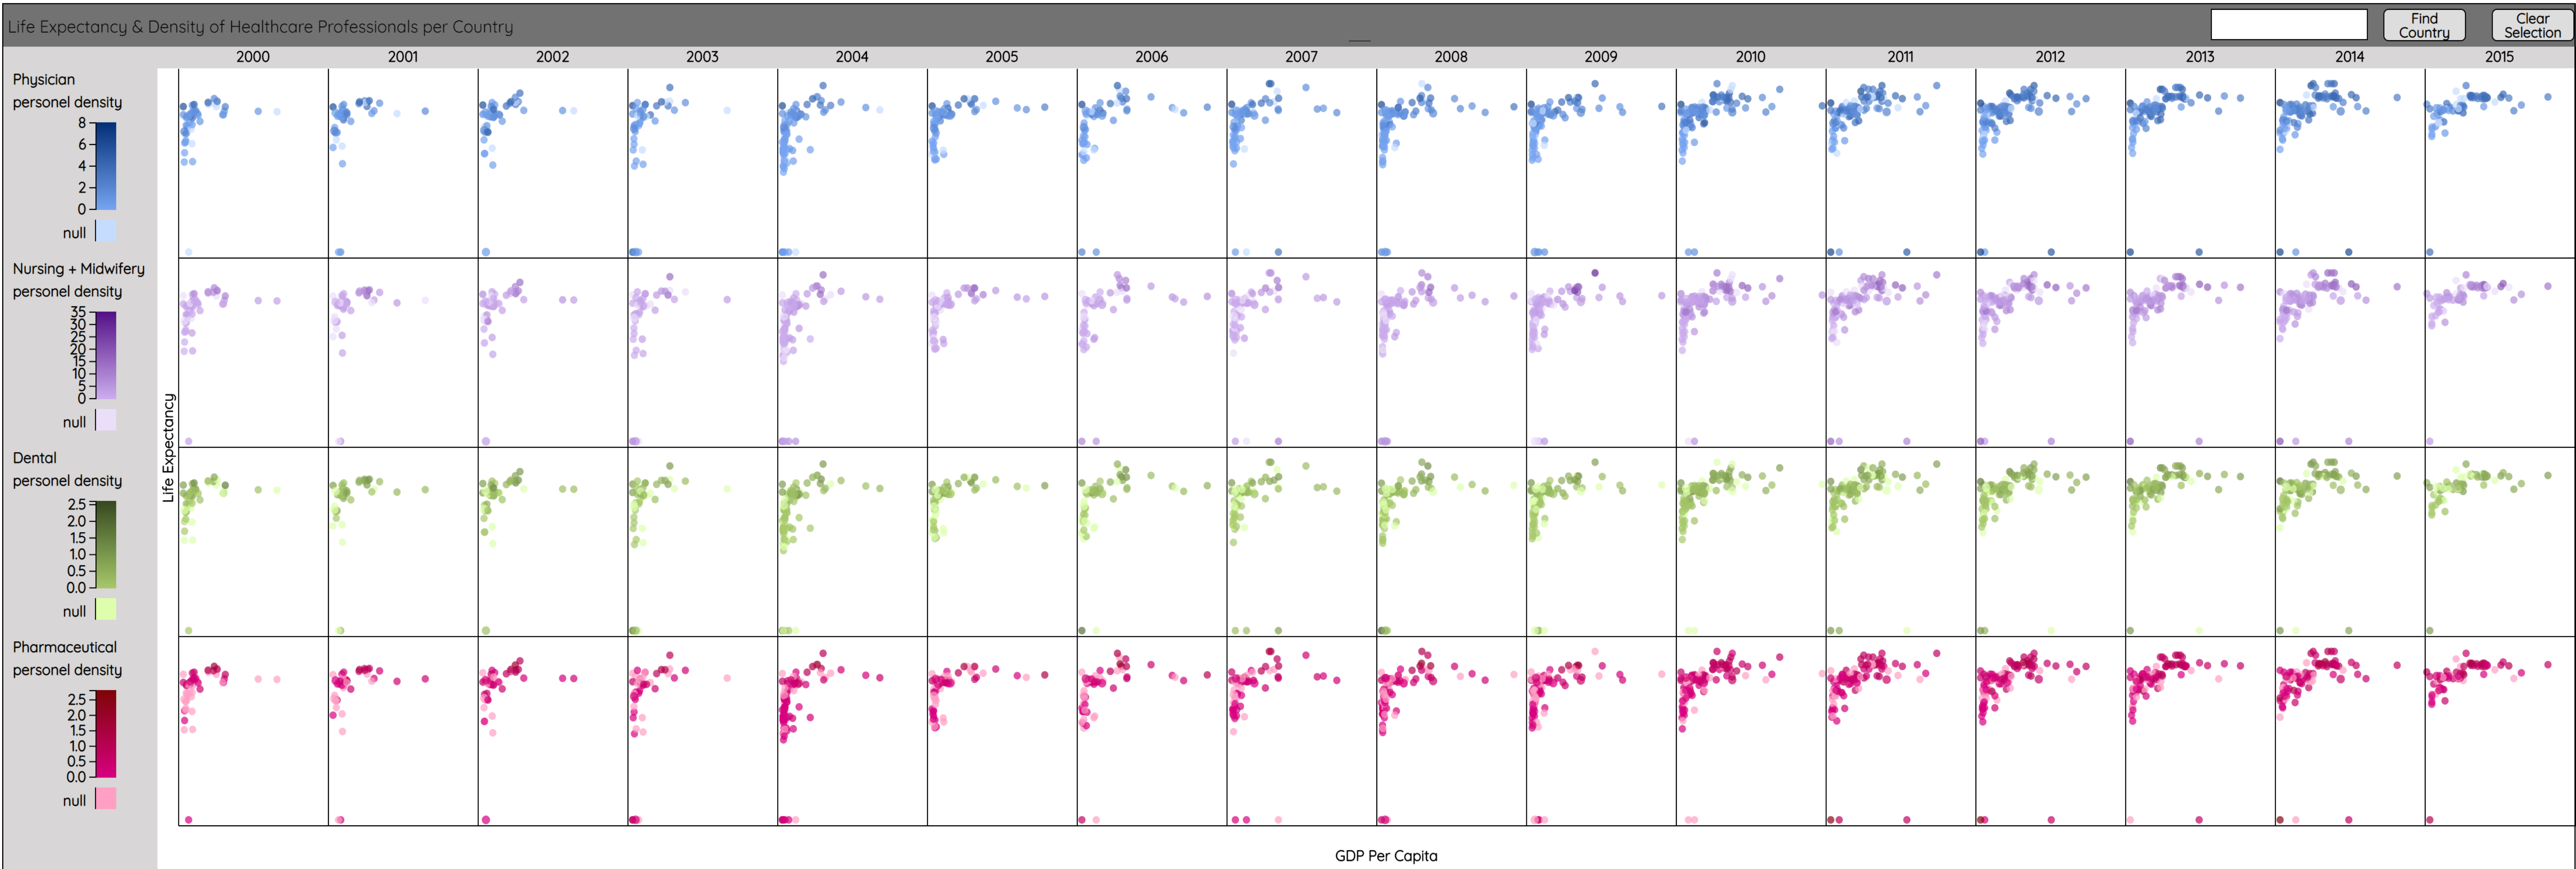 Life Expectancy & Density of Healthcare Professionals per Country
Find
Country
Clear
Selection
2000 2001 2002 2003 2004 2005 2006 2007 2008 2009 2010 2011 2012 2013 2014 2015
Physician
personel density
8
6
4
2
0
null
Nursing + Midwifery
personel density
35
30
25
20
15
10
5
0
null
Dental
personel density
2.5
2.0
1.5
1.0
0.5
0.0
null
Pharmaceutical
personel density
2.5
2.0
1.5
1.0
0.5
0.0
null
Life Expectancy
GDP Per Capita